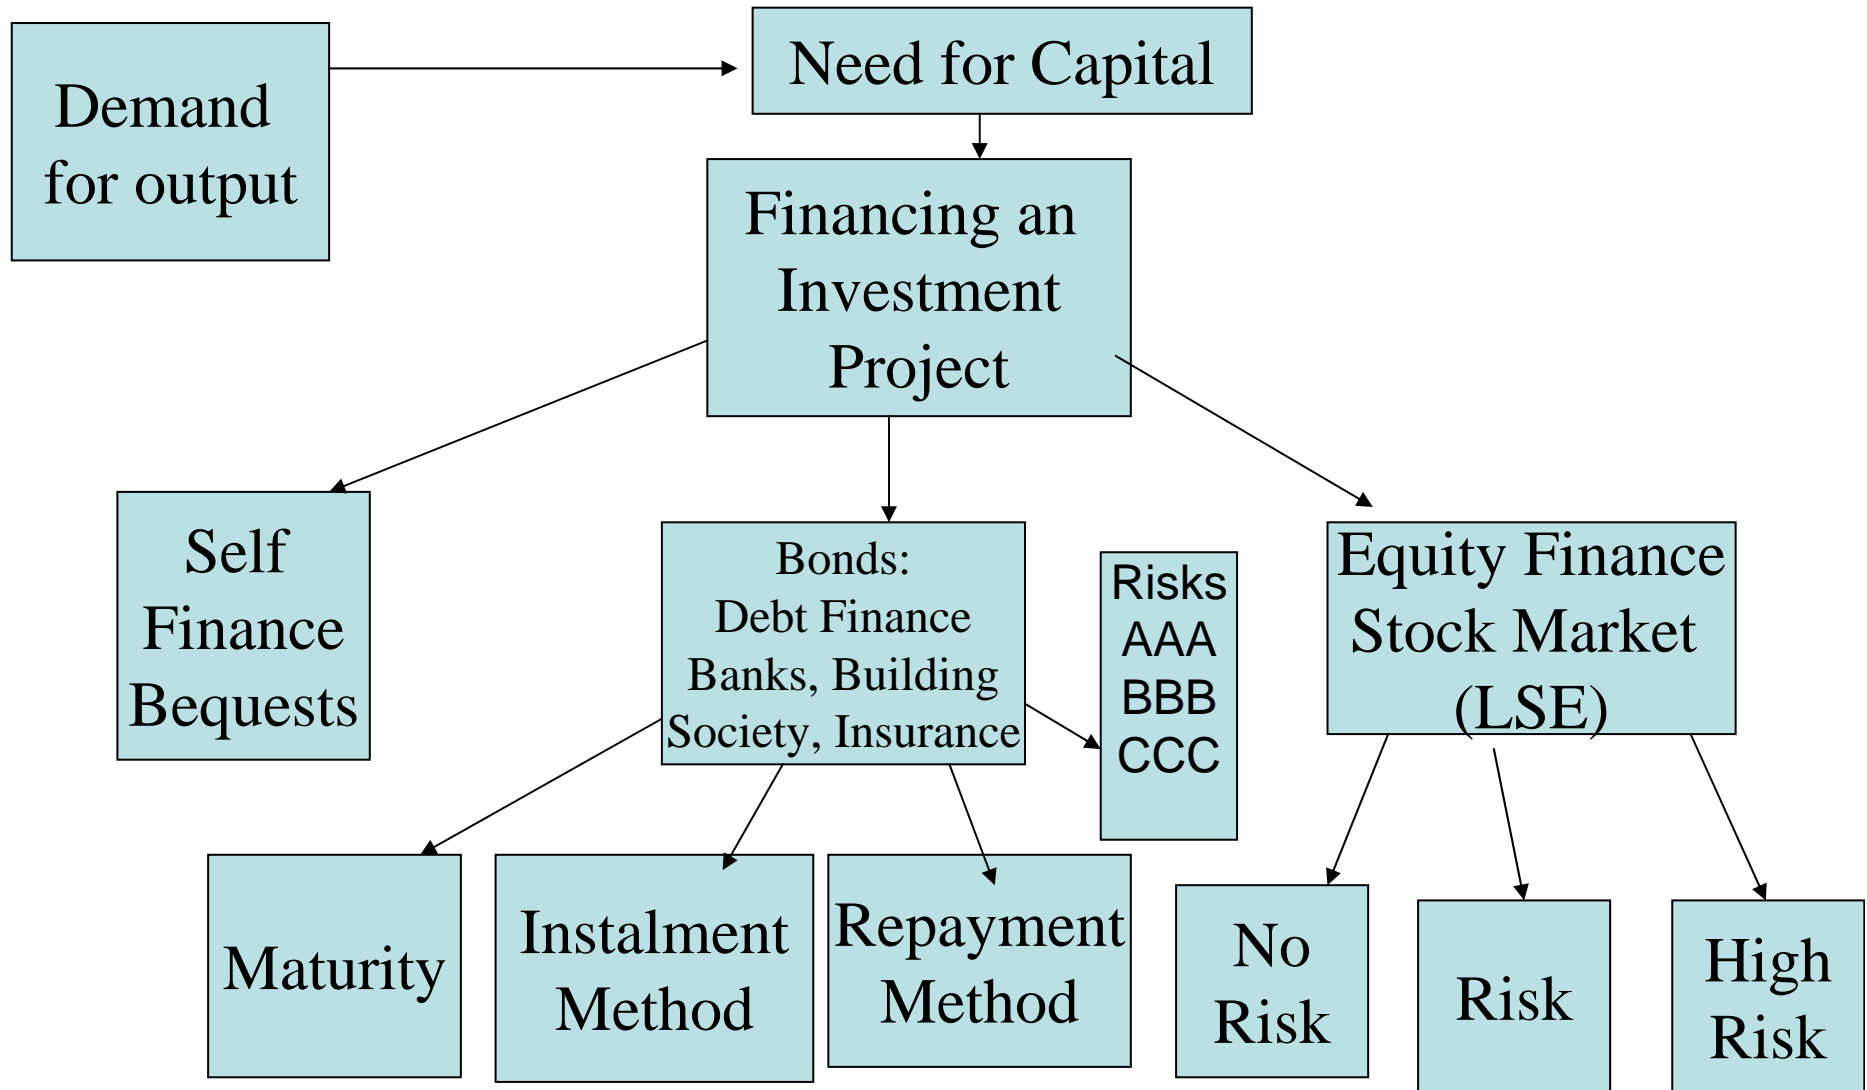 Demand
for output
Need for Capital
Financing an
Investment
Project
Self
Finance
Bequests
Bonds:
Debt Finance
Banks, Building
Society, Insurance
Risks
AAA
BBB
CCC
Equity Finance
Stock Market
(LSE)
Maturity
Instalment
Method
Repayment
Method
No
Risk
Risk
High
Risk